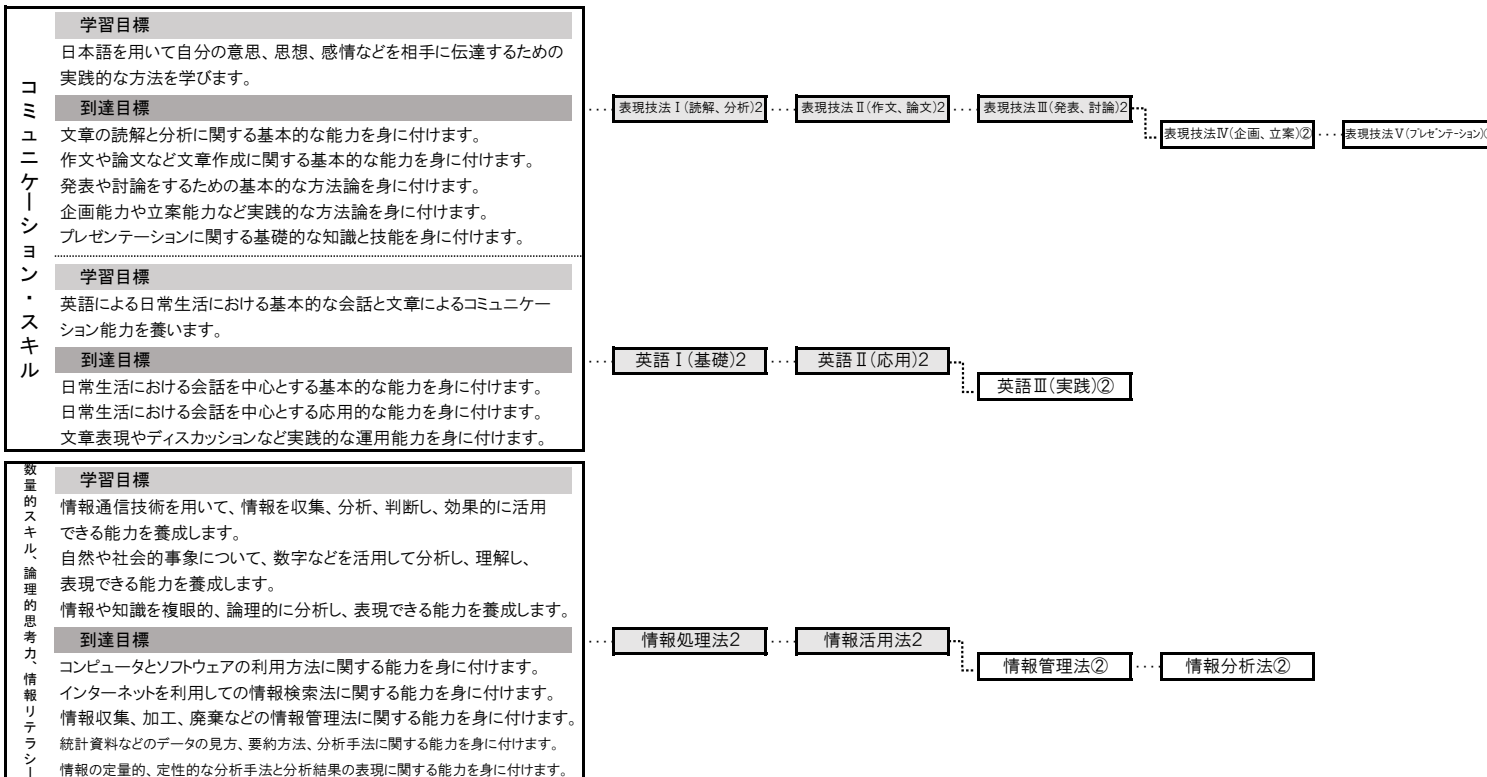 コミュニケーション・スキル
学習目標
日本語を用いて自分の意思、思想、感情などを相手に伝達するための
実践的な方法を学びます。
到達目標
文章の読解と分析に関する基本的な能力を身に付けます。
作文や論文など文章作成に関する基本的な能力を身に付けます。
発表や討論をするための基本的な方法論を身に付けます。
企画能力や立案能力など実践的な方法論を身に付けます。
プレゼンテーションに関する基礎的な知識と技能を身に付けます。
表現技法Ⅰ(読解、分析)2
表現技法Ⅱ(作文、論文)2
表現技法Ⅲ(発表、討論)2
表現技法Ⅳ(企画、立案)②
表現技法Ⅴ(プレゼンテーション)
学習目標
英語による日常生活における基本的な会話と文章によるコミュニケー
ション能力を養います。
到達目標
日常生活における会話を中心とする基本的な能力を身に付けます。
日常生活における会話を中心とする応用的な能力を身に付けます。
文章表現やディスカッションなど実践的な運用能力を身に付けます。
英語Ⅰ(基礎)2
英語Ⅱ(応用)2
英語Ⅲ(実践)②
数量的スキル、論理的思考力、情報リテラシー
学習目標
情報通信技術を用いて、情報を収集、分析、判断し、効果的に活用
できる能力を養成します。
自然や社会的事象について、数字などを活用して分析し、理解し、
表現できる能力を養成します。
情報や知識を複眼的、論理的に分析し、表現できる能力を養成します。
到達目標
コンピュータとソフトウェアの利用方法に関する能力を身に付けます。
インターネットを利用しての情報検索法に関する能力を身に付けます。
情報収集、加工、廃棄などの情報管理法に関する能力を身に付けます。
統計資料などのデータの見方、要約方法、分析手法に関する能力を身に付けます。
情報の定量的、定性的な分析手法と分析結果の表現に関する能力を身に付けます。
情報処理法2
情報活用法2
情報管理法②
情報分析法②